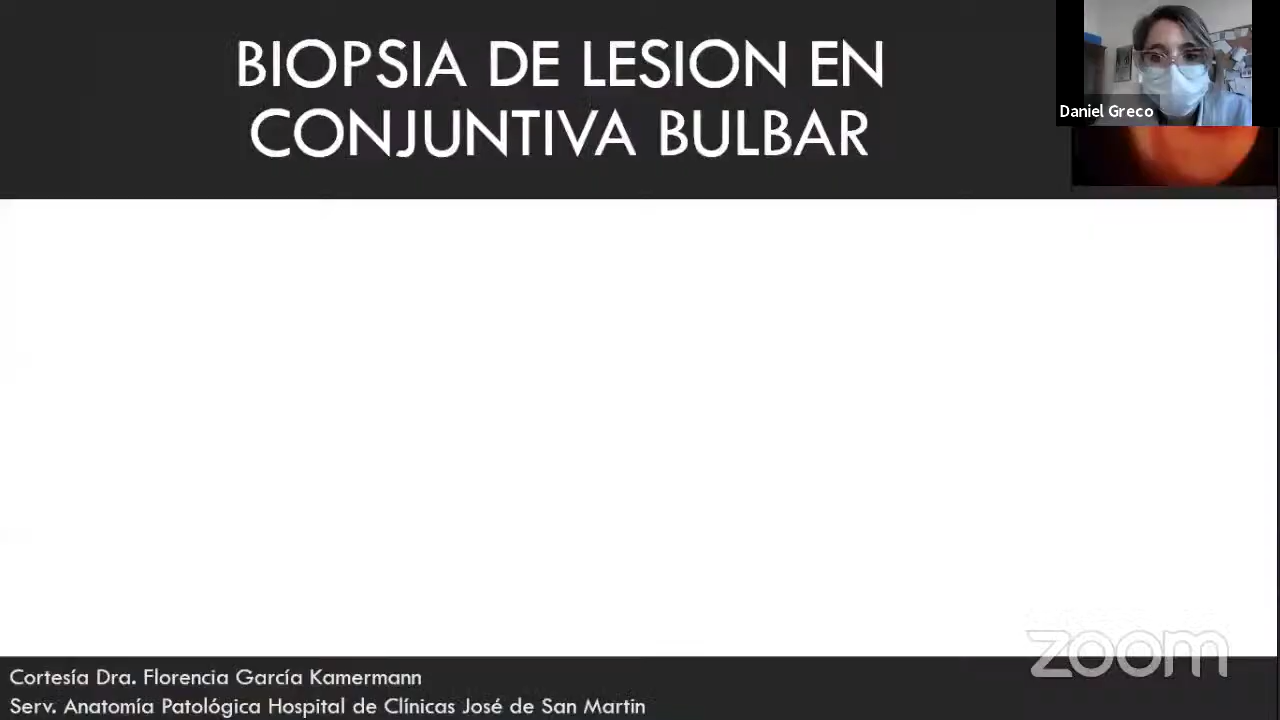 BIOPSIA DE LESION EN
CONJUNTIVA BULBAR
Daniel Greco
zoom
Cortesía Dra. Florencia García Kamermann
Serv. Anatomía Patológica Hospital de Clínicas José de San Martin